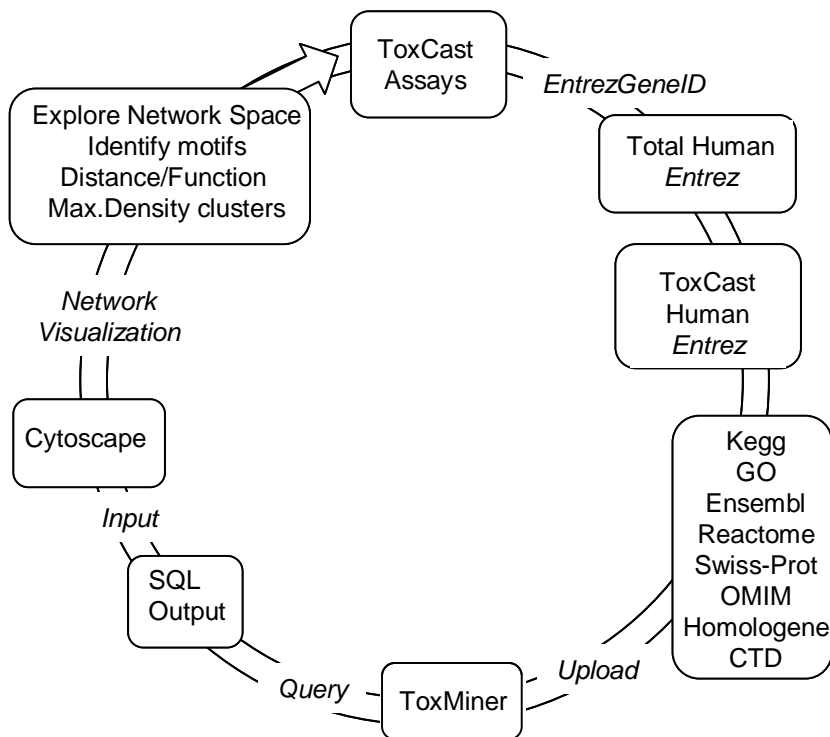 ToxCast
Assays
EntrezGeneID
Total Human
Entrez
ToxCast
Human
Entrez
Kegg
GO
Ensembl
Reactome
Swiss-Prot
OMIM
Homologene
CTD
Upload
ToxMiner
Query
SQL
Output
Input
Cytoscape
Network
Visualization
Explore Network Space
Identify motifs
Distance/Function
Max.Density clusters